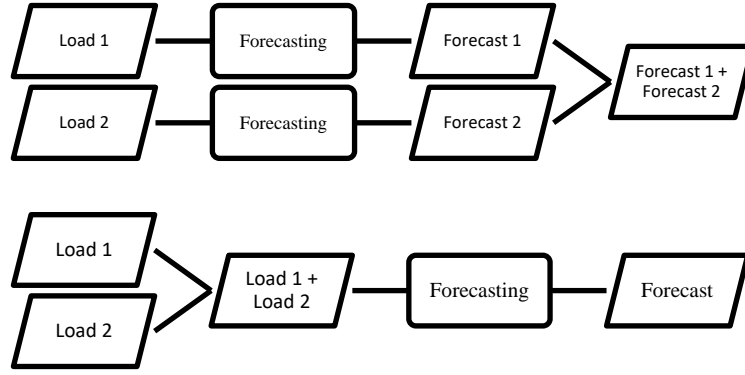 Load 1
Forecasting
Forecast 1
Load 2
Forecasting
Forecast 2
Forecast 1 +
Forecast 2
Load 1
Load 2
Load 1 +
Load 2
Forecasting
Forecast